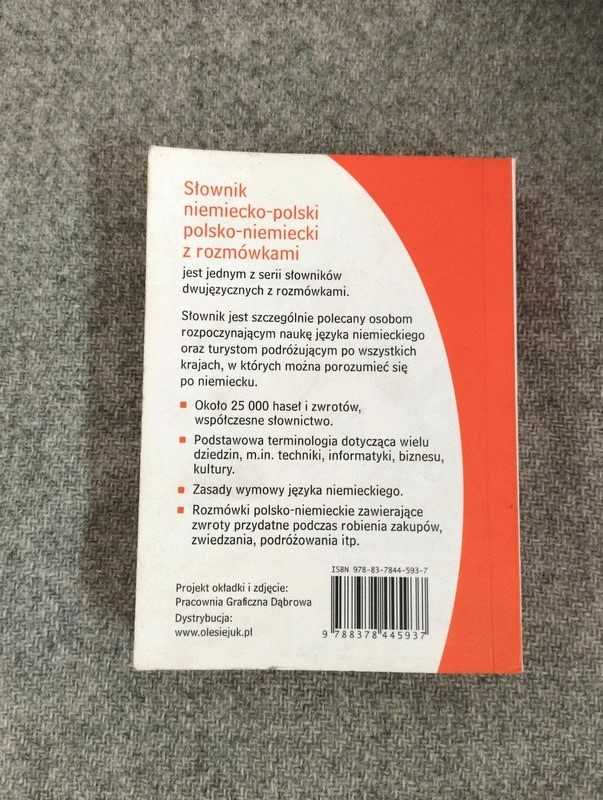 Słownik
niemiecko-polski
polsko-niemiecki
z rozmówkami
jest jednym z serii słowników
dwujęzycznych z rozmówkami.
Słownik jest szczególnie polecany osobom
rozpoczynającym naukę języka niemieckiego
oraz turystom podróżującym po wszystkich
krajach, w których można porozumieć się
po niemiecku.
Około 25 000 haseł i zwrotów,
współczesne słownictwo.
Podstawowa terminologia dotycząca wielu
dziedzin, m.in. techniki, informatyki, biznesu,
kultury.
Zasady wymowy języka niemieckiego.
Rozmówki polsko-niemieckie zawierające
zwroty przydatne podczas robienia zakupów,
zwiedzania, podróżowania itp.
ISBN 978-83-7844-593-7
Projekt okładki i zdjęcie:
Pracownia Graficzna Dąbrowa
Dystrybucja:
www.olesiejuk.pl
9 788378 445937